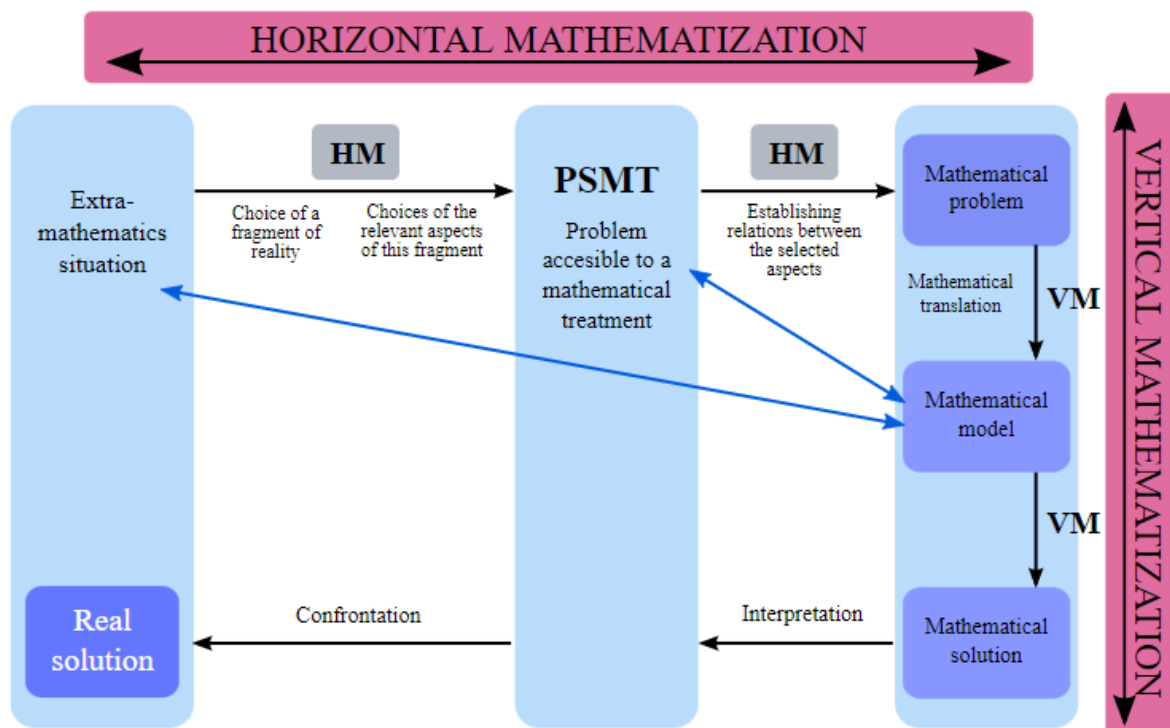 HORIZONTAL MATHEMATIZATION
HM
HM
Extra-
mathematics
situation
Choice of a
fragment of
reality
Choices of the
relevant aspects
of this fragment
PSMT
Problem
accesible to a
mathematical
treatment
Establishing
relations between
the selected
aspects
Mathematical
problem
Mathematical
translation
VM
Mathematical
model
VM
Real
solution
Confrontation
Interpretation
Mathematical
solution
VERTICAL MATHEMATIZATION